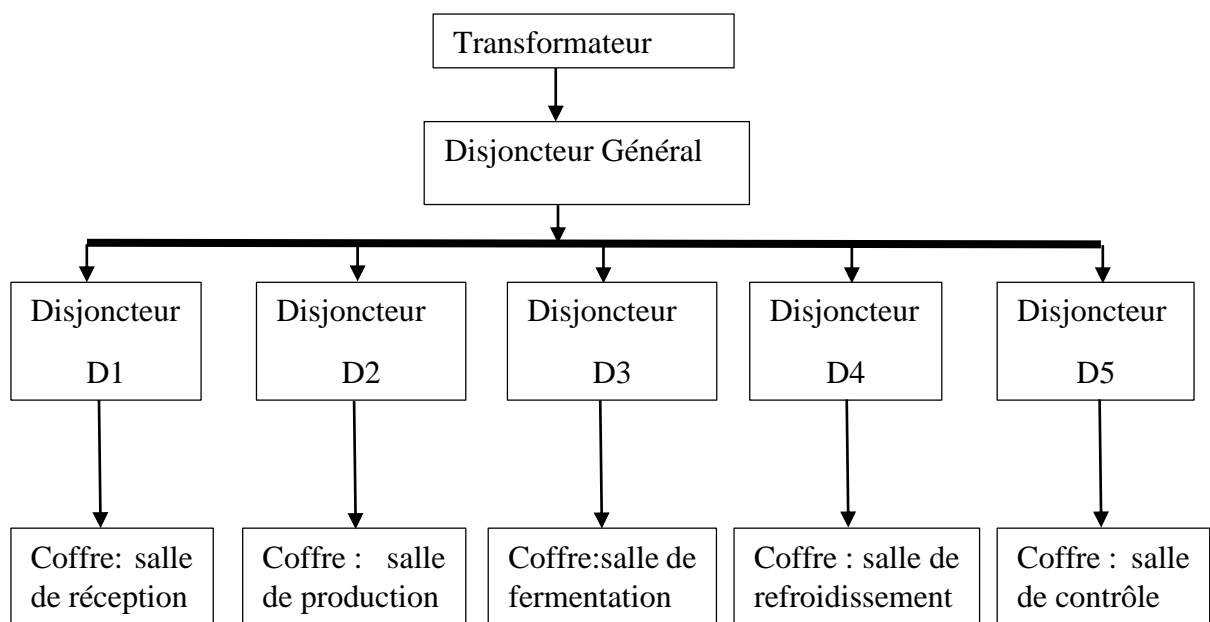 Transformateur
Disjoncteur Général
Disjoncteur
D1
Disjoncteur
D2
Disjoncteur
D3
Disjoncteur
D4
Disjoncteur
D5
Coffre: salle
de réception
Coffre : salle
de production
Coffre:salle de
fermentation
Coffre : salle de
refroidissement
Coffre : salle
de contrôle